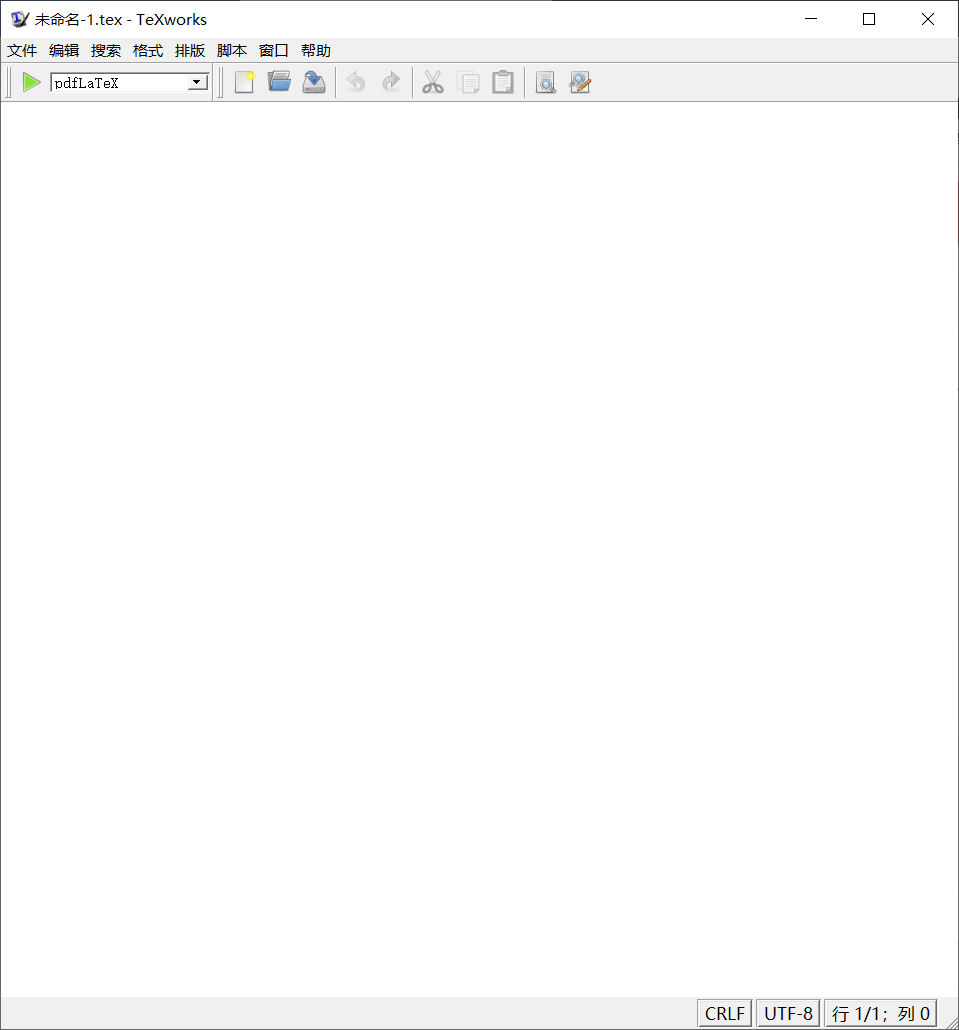 未命名-1.tex - TeXworks
文件 编辑 搜索 格式 排版 脚本 窗口 帮助
pdfLaTeX
CRLF UTF-8 行 1/1；列 0